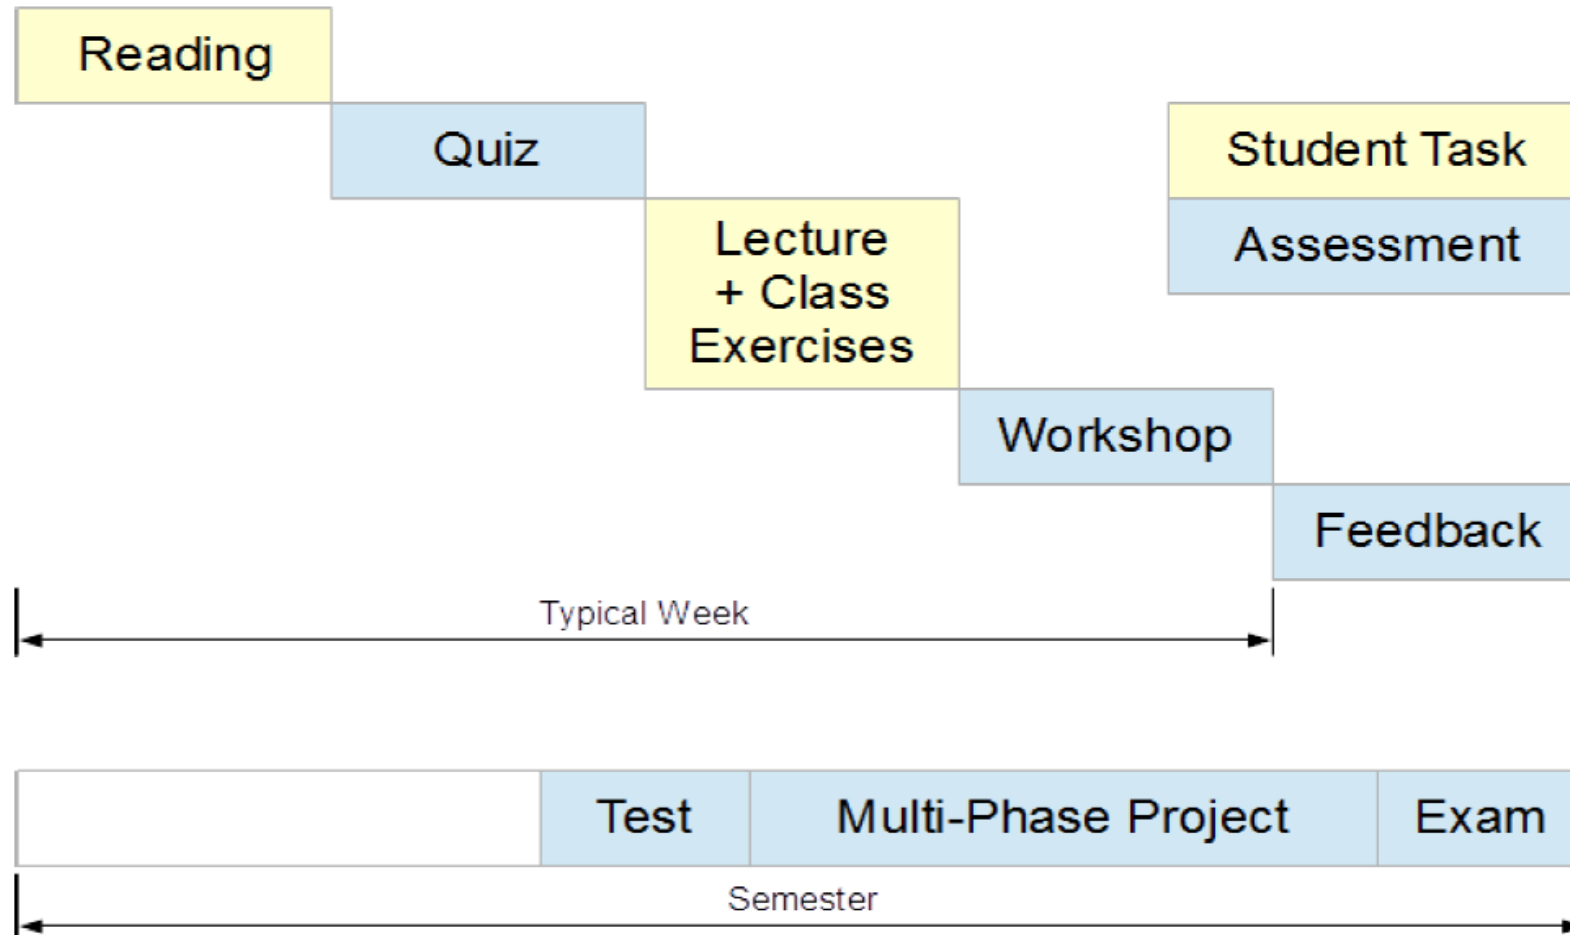 Reading
Quiz
Student Task
Assessment
Lecture
+ Class
Exercises
Workshop
Feedback
Typical Week
Test
Multi-Phase Project
Exam
Semester